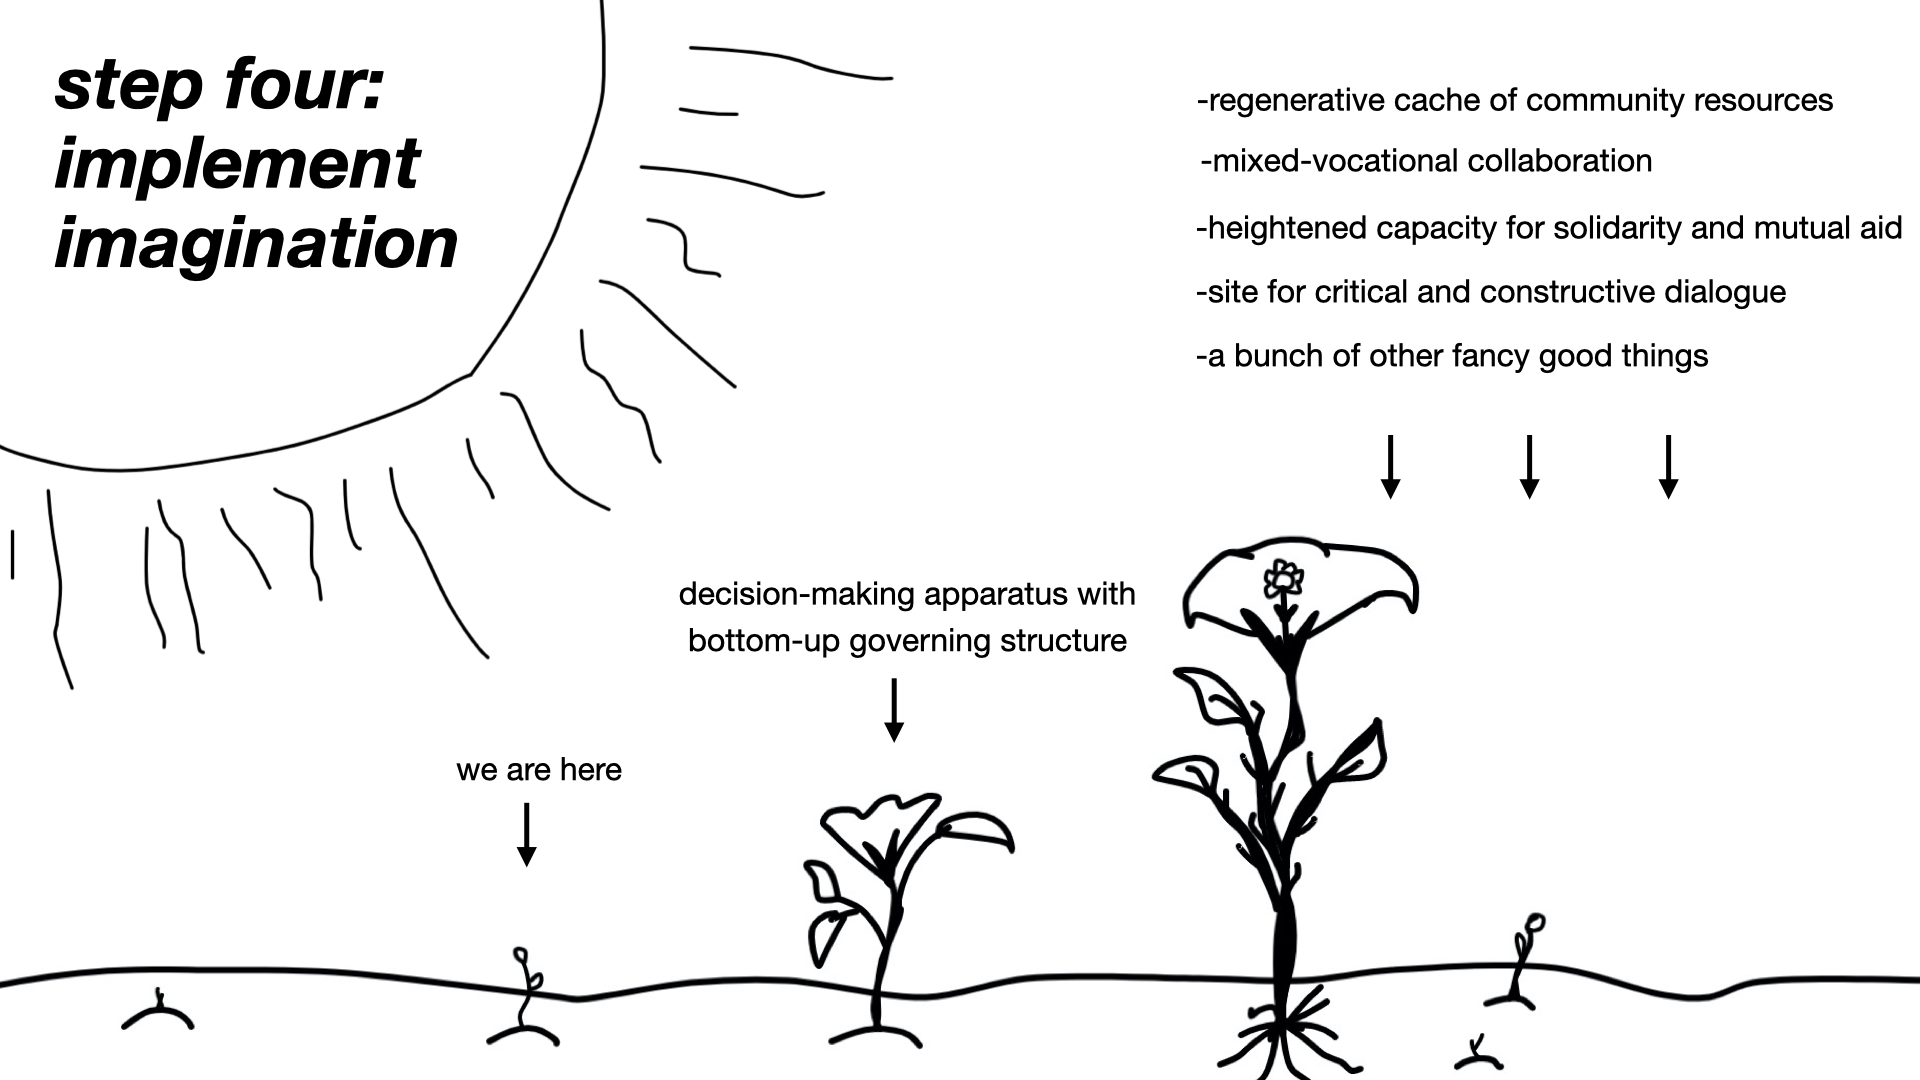 step four:
implement
imagination
-regenerative cache of community resources
-mixed-vocational collaboration
-heightened capacity for solidarity and mutual aid
-site for critical and constructive dialogue
-a bunch of other fancy good things
decision-making apparatus with
bottom-up governing structure
we are here